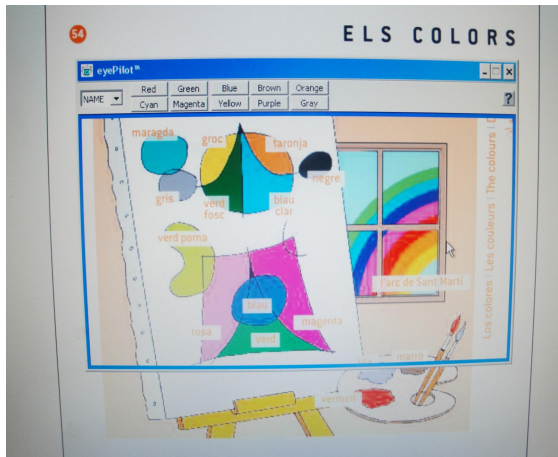 54
ELS COLORS
eyePilot™
NAME
Red
Green
Blue
Brown
Orange
Cyan
Magenta
Yellow
Purple
Gray
?
maragda
groc
taronja
gris
verd
fosc
blau
clar
negre
verd poma
l'arc de Sant Martí
rosa
blau
magenta
verd
marró
vermell
Los colores | Les couleurs | The colours |